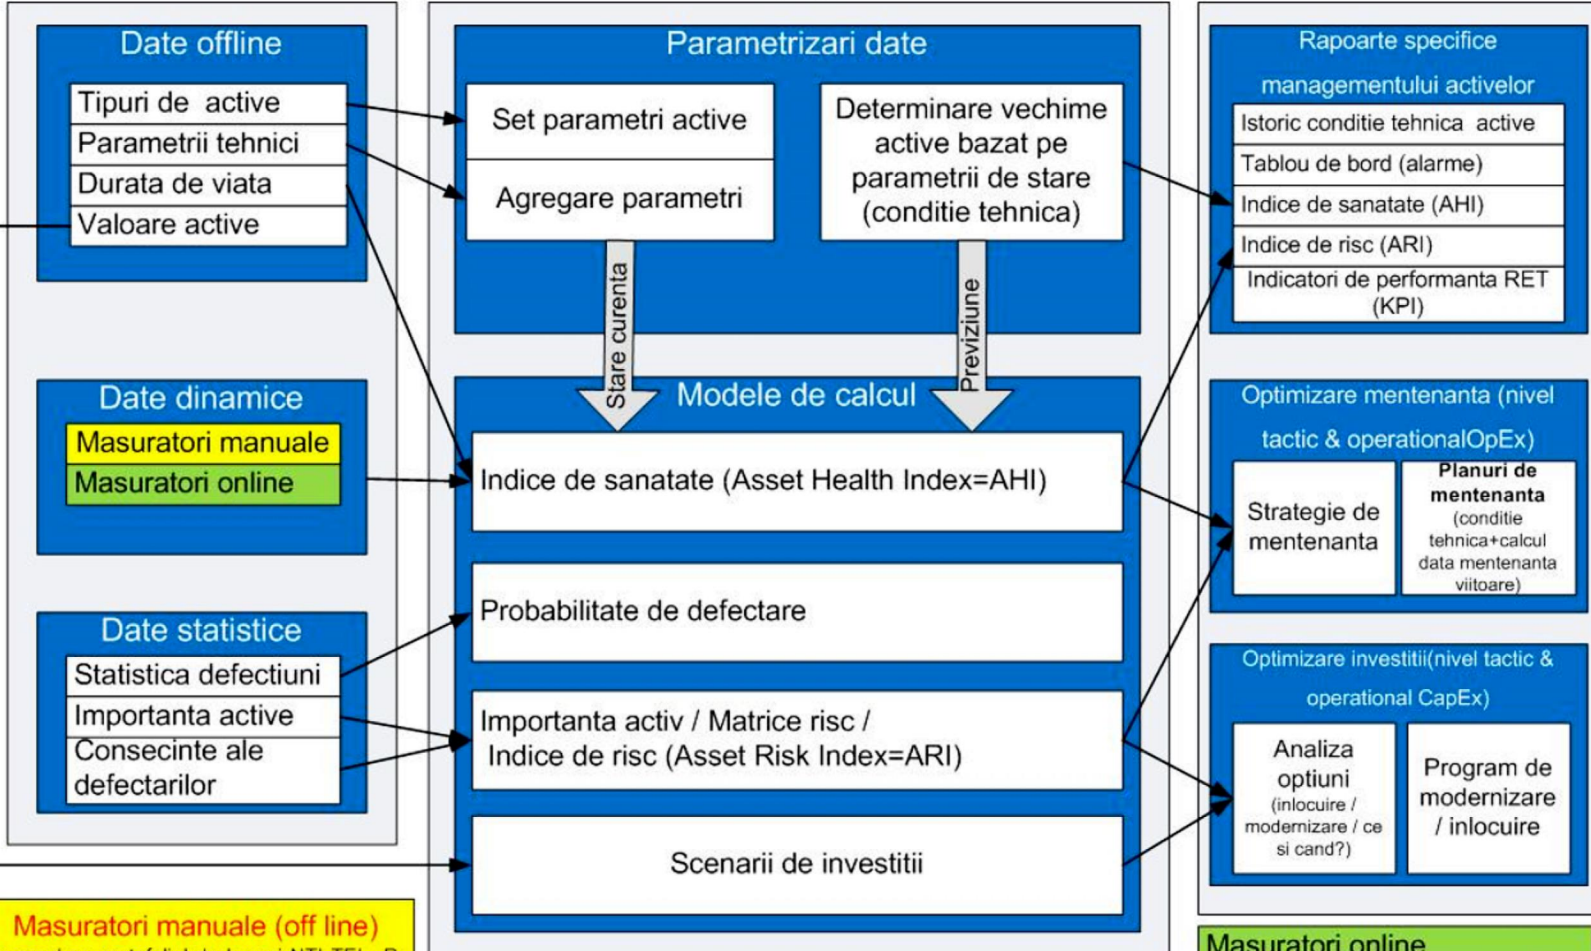 Date offline
Tipuri de active
Parametrii tehnici
Durata de viata
Valoare active
Date dinamice
Masuratori manuale
Masuratori online
Date statistice
Statistica defectiuni
Importanta active
Consecinte ale
defectarilor
Masuratori manuale (off line)
Parametrizari date
Set parametri active
Agregare parametri
Determinare vechime
active bazat pe
parametrii de stare
(conditie tehnica)
Stare curenta
Previziune
Modele de calcul
Indice de sanatate (Asset Health Index=AHI)
Probabilitate de defectare
Importanta activ / Matrice risc /
Indice de risc (Asset Risk Index=ARI)
Scenarii de investitii
Rapoarte specifice
managementului activelor
Istoric conditie tehnica active
Tablou de bord (alarme)
Indice de sanatate (AHI)
Indice de risc (ARI)
Indicatori de performanta RET
(KPI)
Optimizare mentenanta (nivel
tactic & operationalOpEx)
Strategie de
mentenanta
Planuri de
mentenanta
(conditie
tehnica+calcul
data mentenanta
viitoare)
Optimizare investitii(nivel tactic &
operational CapEx)
Analiza
optiuni
(inlocuire /
modernizare / ce
si cand?)
Program de
modernizare
/ inlocuire
Masuratori online